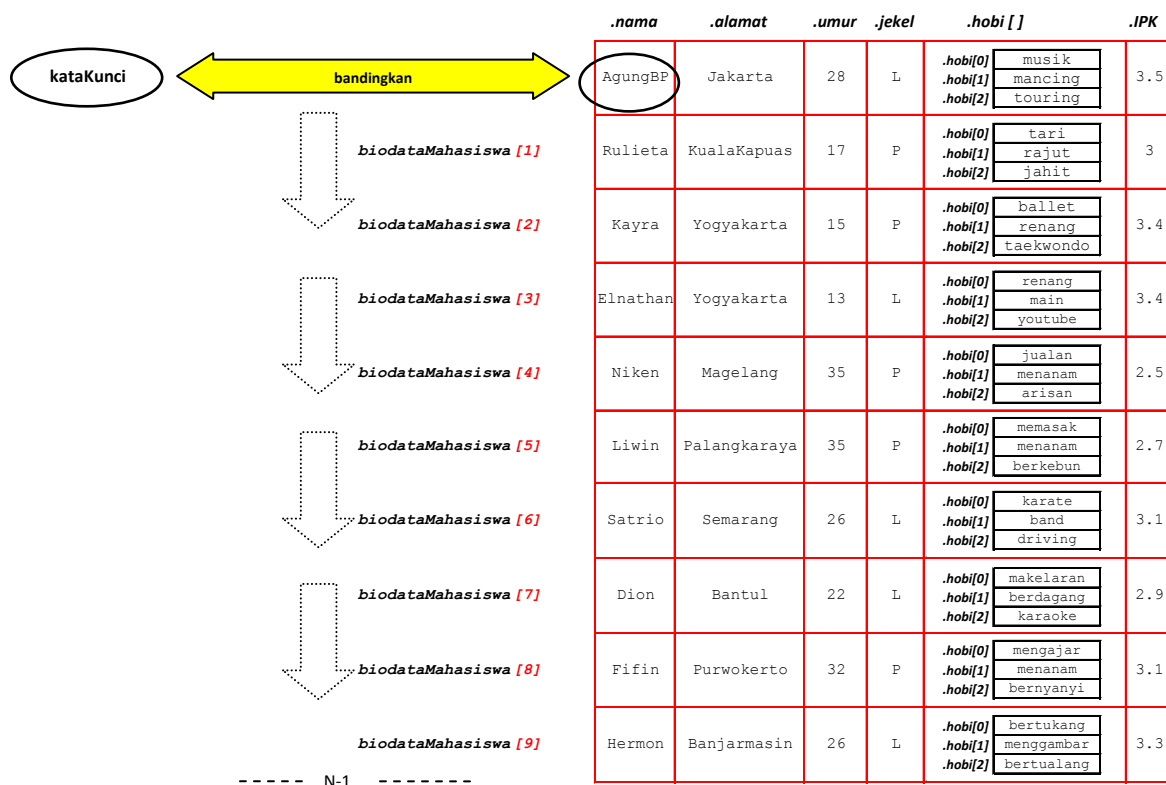 .nama .alamat .umur .jekel .hobi [ ] .IPK
kataKunci bandingkan AgungBP Jakarta 28 L .hobi[0] musik .hobi[1] mancing .hobi[2] touring 3.5
biodataMahasiswa [1] Rulieta KualaKapuas 17 P .hobi[0] tari .hobi[1] rajut .hobi[2] jahit 3
biodataMahasiswa [2] Kayra Yogyakarta 15 P .hobi[0] ballet .hobi[1] renang .hobi[2] taekwondo 3.4
biodataMahasiswa [3] Elnathan Yogyakarta 13 L .hobi[0] renang .hobi[1] main .hobi[2] youtube 3.4
biodataMahasiswa [4] Niken Magelang 35 P .hobi[0] jualan .hobi[1] menanam .hobi[2] arisan 2.5
biodataMahasiswa [5] Liwin Palangkaraya 35 P .hobi[0] memasak .hobi[1] menanam .hobi[2] berkebun 2.7
biodataMahasiswa [6] Satrio Semarang 26 L .hobi[0] karate .hobi[1] band .hobi[2] driving 3.1
biodataMahasiswa [7] Dion Bantul 22 L .hobi[0] makelaran .hobi[1] berdagang .hobi[2] karaoke 2.9
biodataMahasiswa [8] Fifin Purwokerto 32 P .hobi[0] mengajar .hobi[1] menanam .hobi[2] bernyanyi 3.1
biodataMahasiswa [9] Hermon Banjarmasin 26 L .hobi[0] bertukang .hobi[1] menggambar .hobi[2] bertualang 3.3
N-1